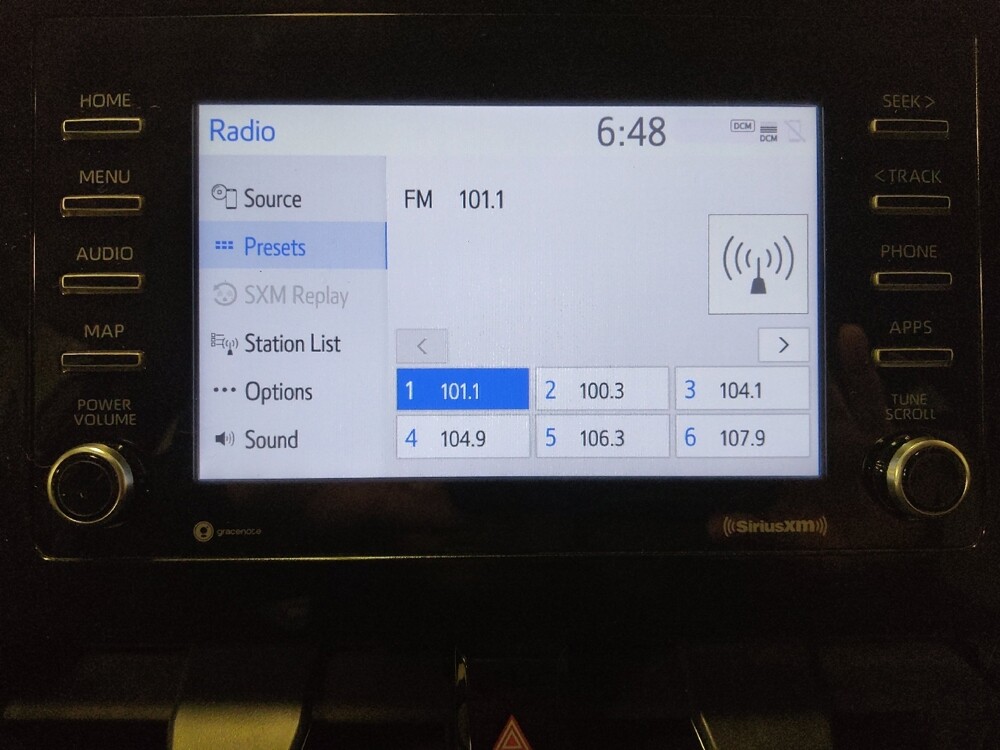 HOME
MENU
AUDIO
MAP
POWER
VOLUME
Radio
6:48
DCM
DCM
Source
Presets
SXM Replay
Station List
Options
Sound
FM 101.1
<
>
1 101.1
2 100.3
3 104.1
4 104.9
5 106.3
6 107.9
SEEK >
< TRACK
PHONE
APPS
TUNE
SCROLL
gracenote
SiriusXM